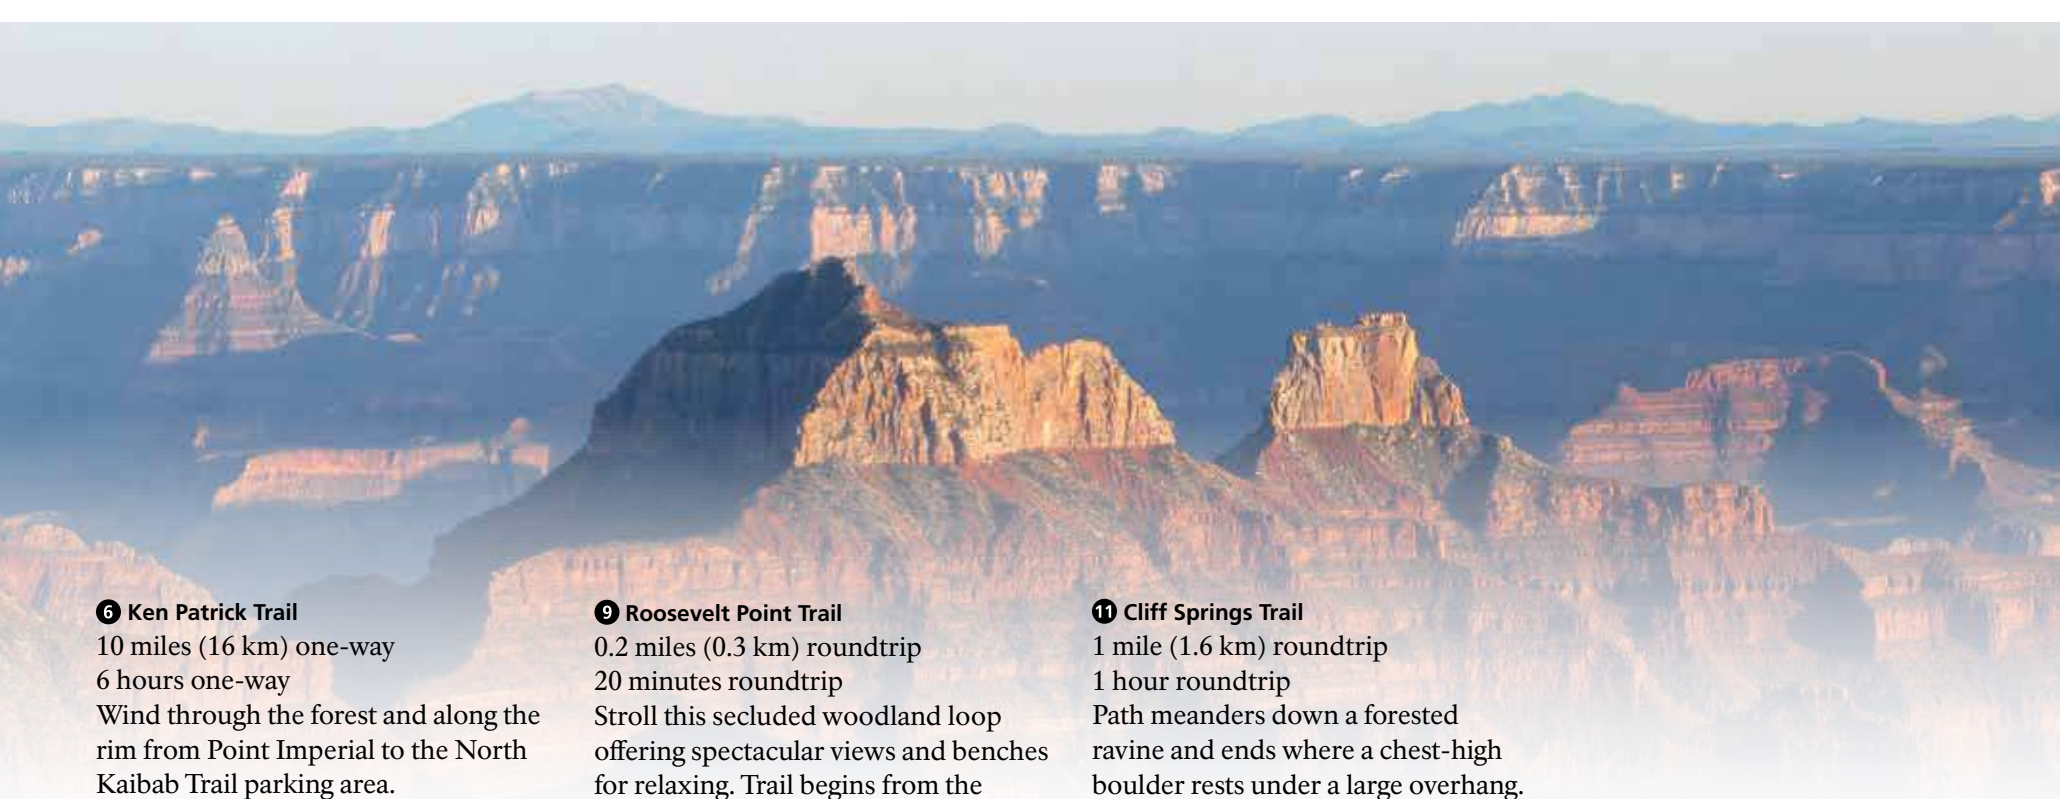 6 Ken Patrick Trail
10 miles (16 km) one-way
6 hours one-way
Wind through the forest and along the
rim from Point Imperial to the North
Kaibab Trail parking area.
9 Roosevelt Point Trail
0.2 miles (0.3 km) roundtrip
20 minutes roundtrip
Stroll this secluded woodland loop
offering spectacular views and benches
for relaxing. Trail begins from the
11 Cliff Springs Trail
1 mile (1.6 km) roundtrip
1 hour roundtrip
Path meanders down a forested
ravine and ends where a chest-high
boulder rests under a large overhang.